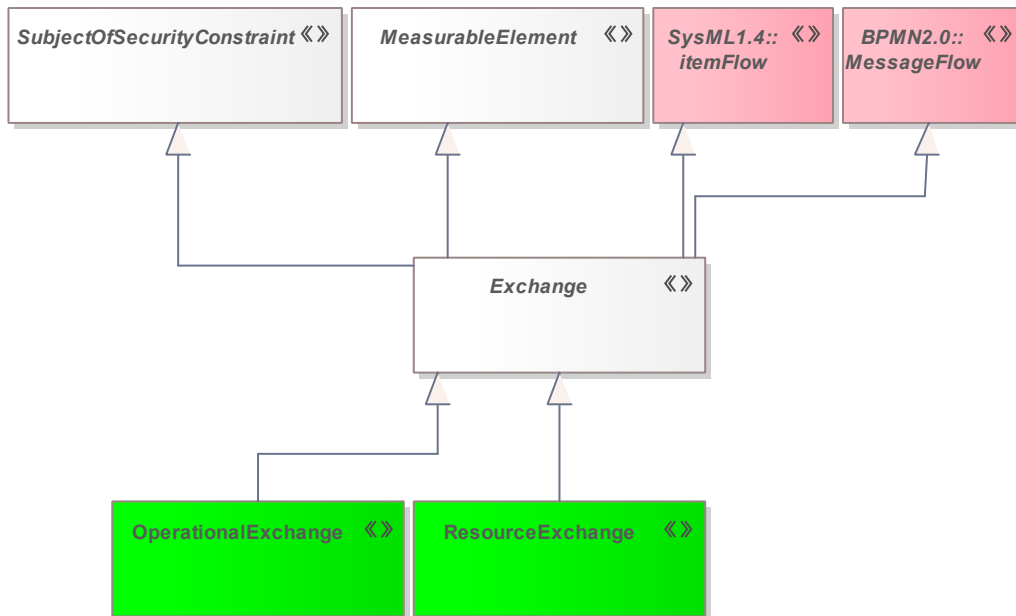 SubjectOfSecurityConstraint «»
MeasurableElement «»
SysML1.4:: «»
itemFlow
BPMN2.0:: «»
MessageFlow
Exchange «»
OperationalExchange «»
ResourceExchange «»